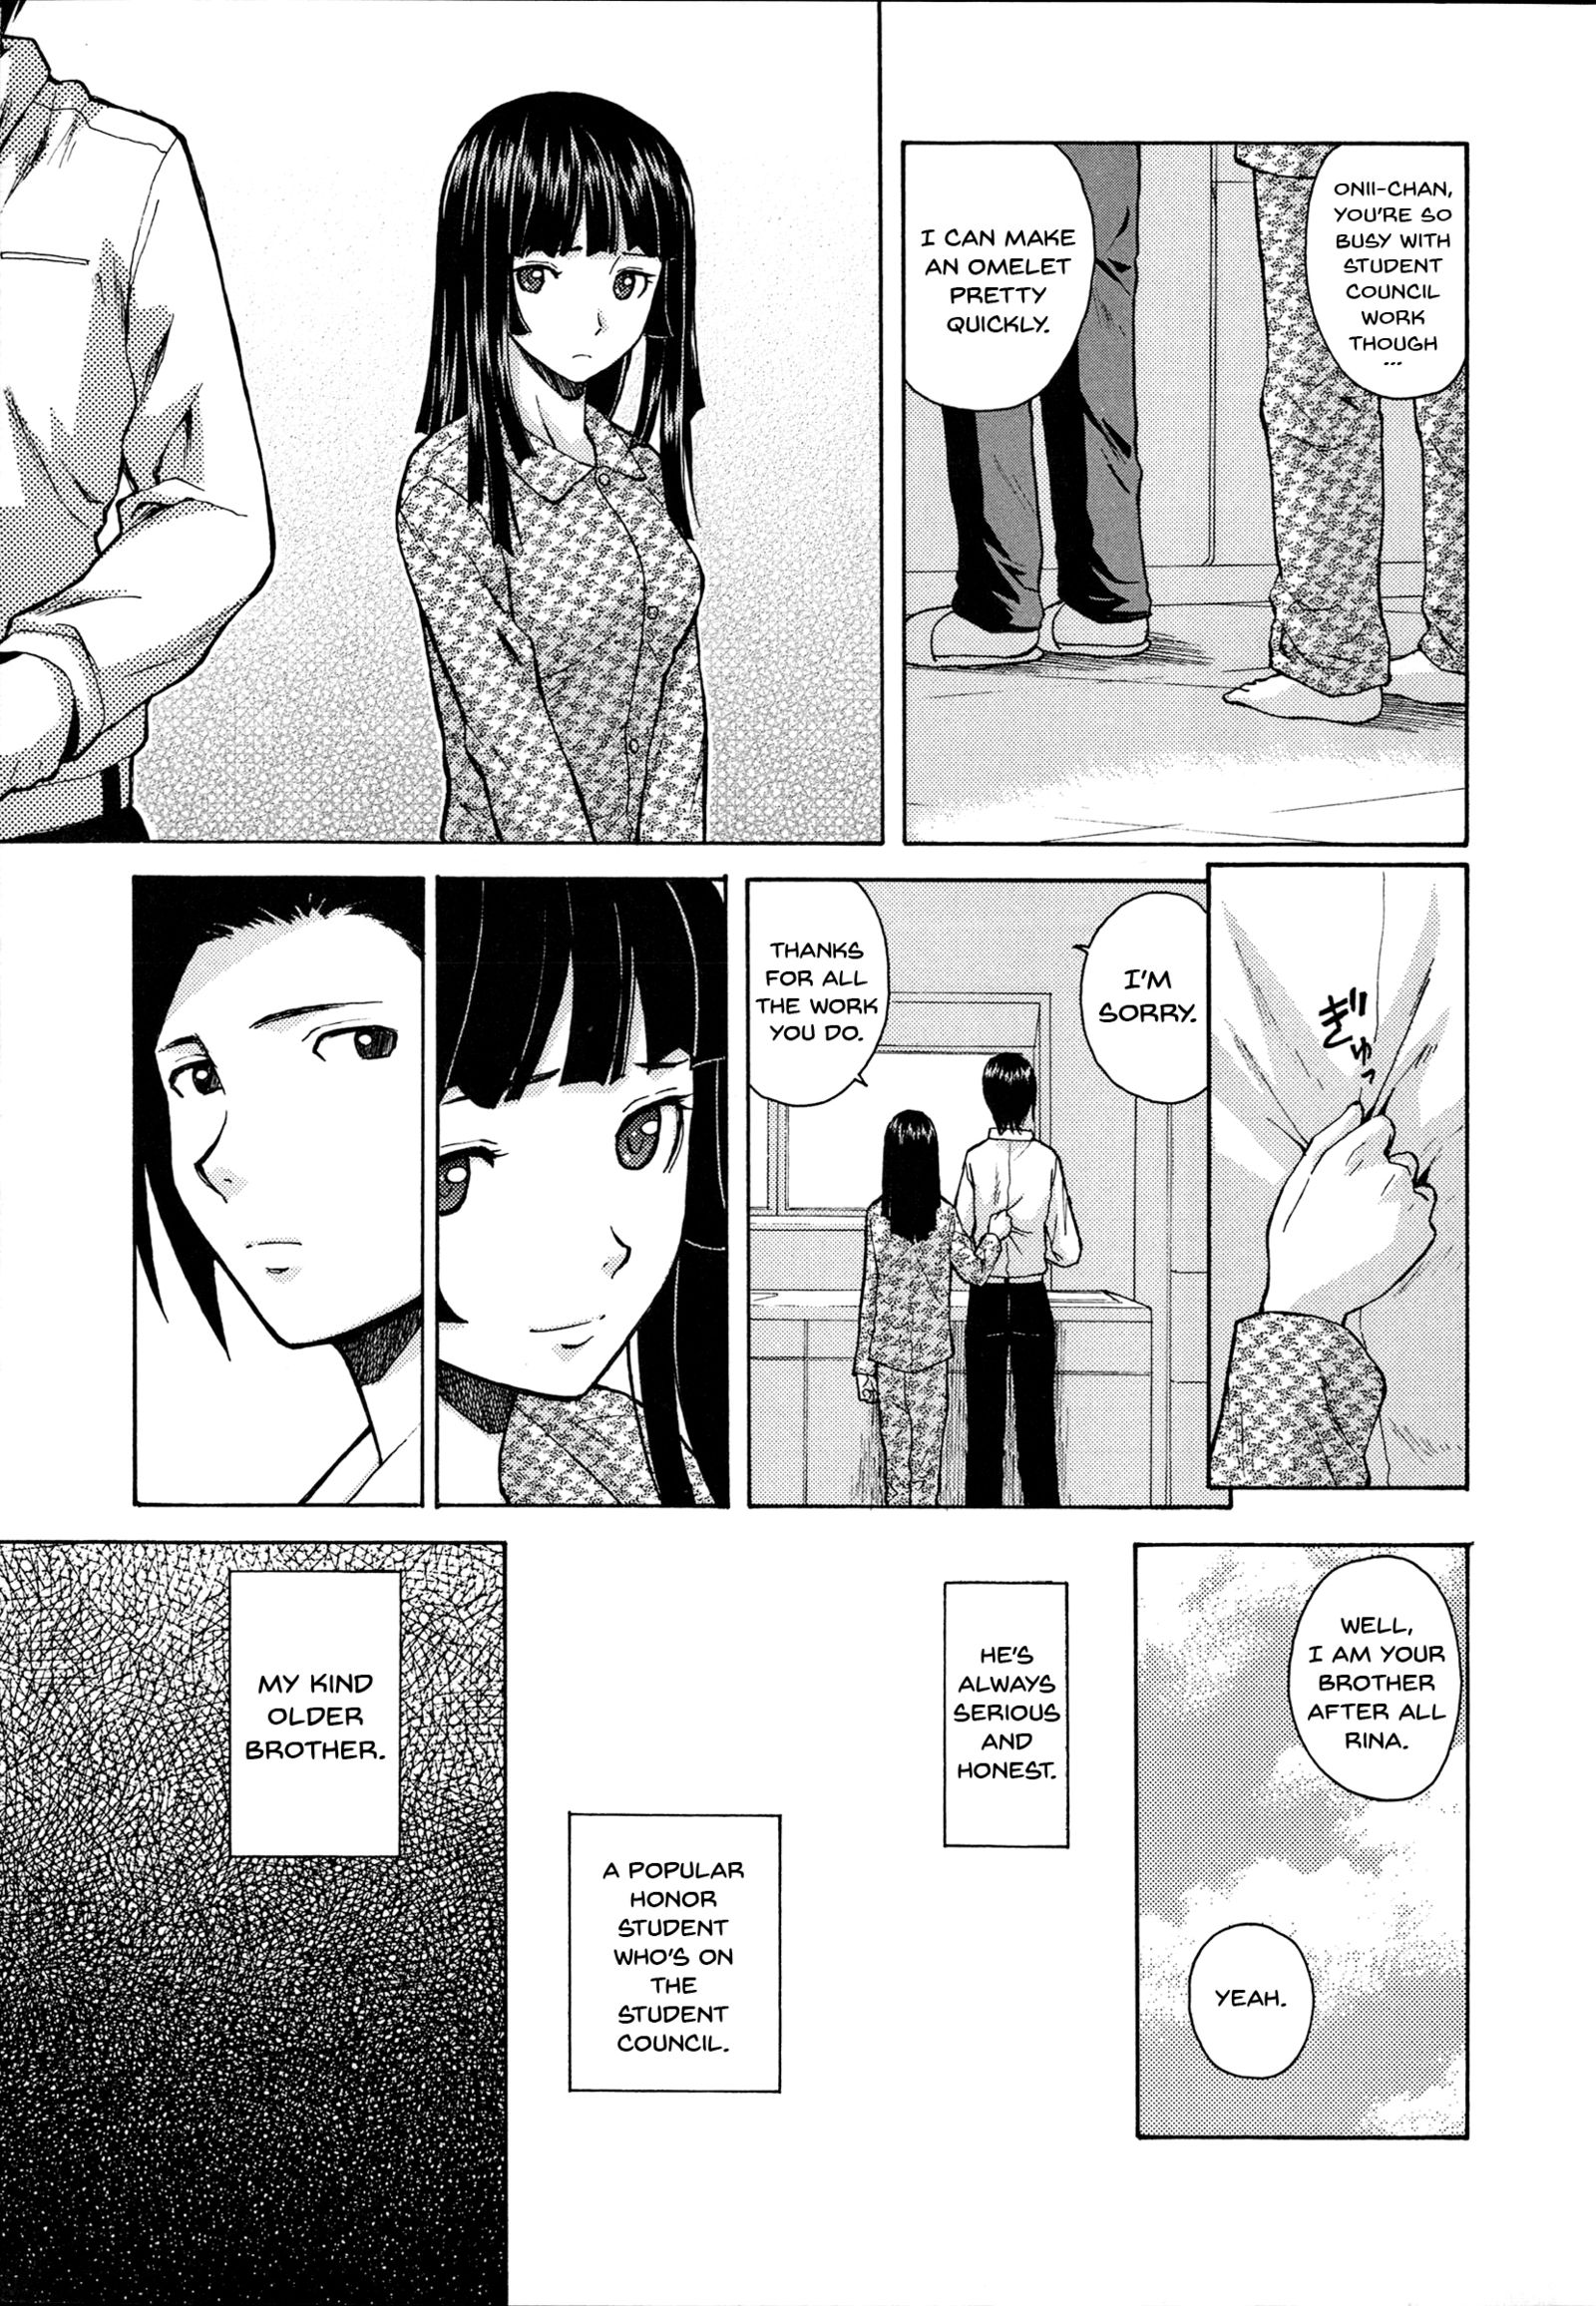 ONII-CHAN,
YOU'RE SO
BUSY WITH
STUDENT
COUNCIL
WORK
THOUGH
...
I CAN MAKE
AN OMELET
PRETTY
QUICKLY.
ぎゅっ
I'M
SORRY.
THANKS
FOR ALL
THE WORK
YOU DO.
WELL,
I AM YOUR
BROTHER
AFTER ALL
RINA.
YEAH.
HE'S
ALWAYS
SERIOUS
AND
HONEST.
A POPULAR
HONOR
STUDENT
WHO'S ON
THE
STUDENT
COUNCIL.
MY KIND
OLDER
BROTHER.